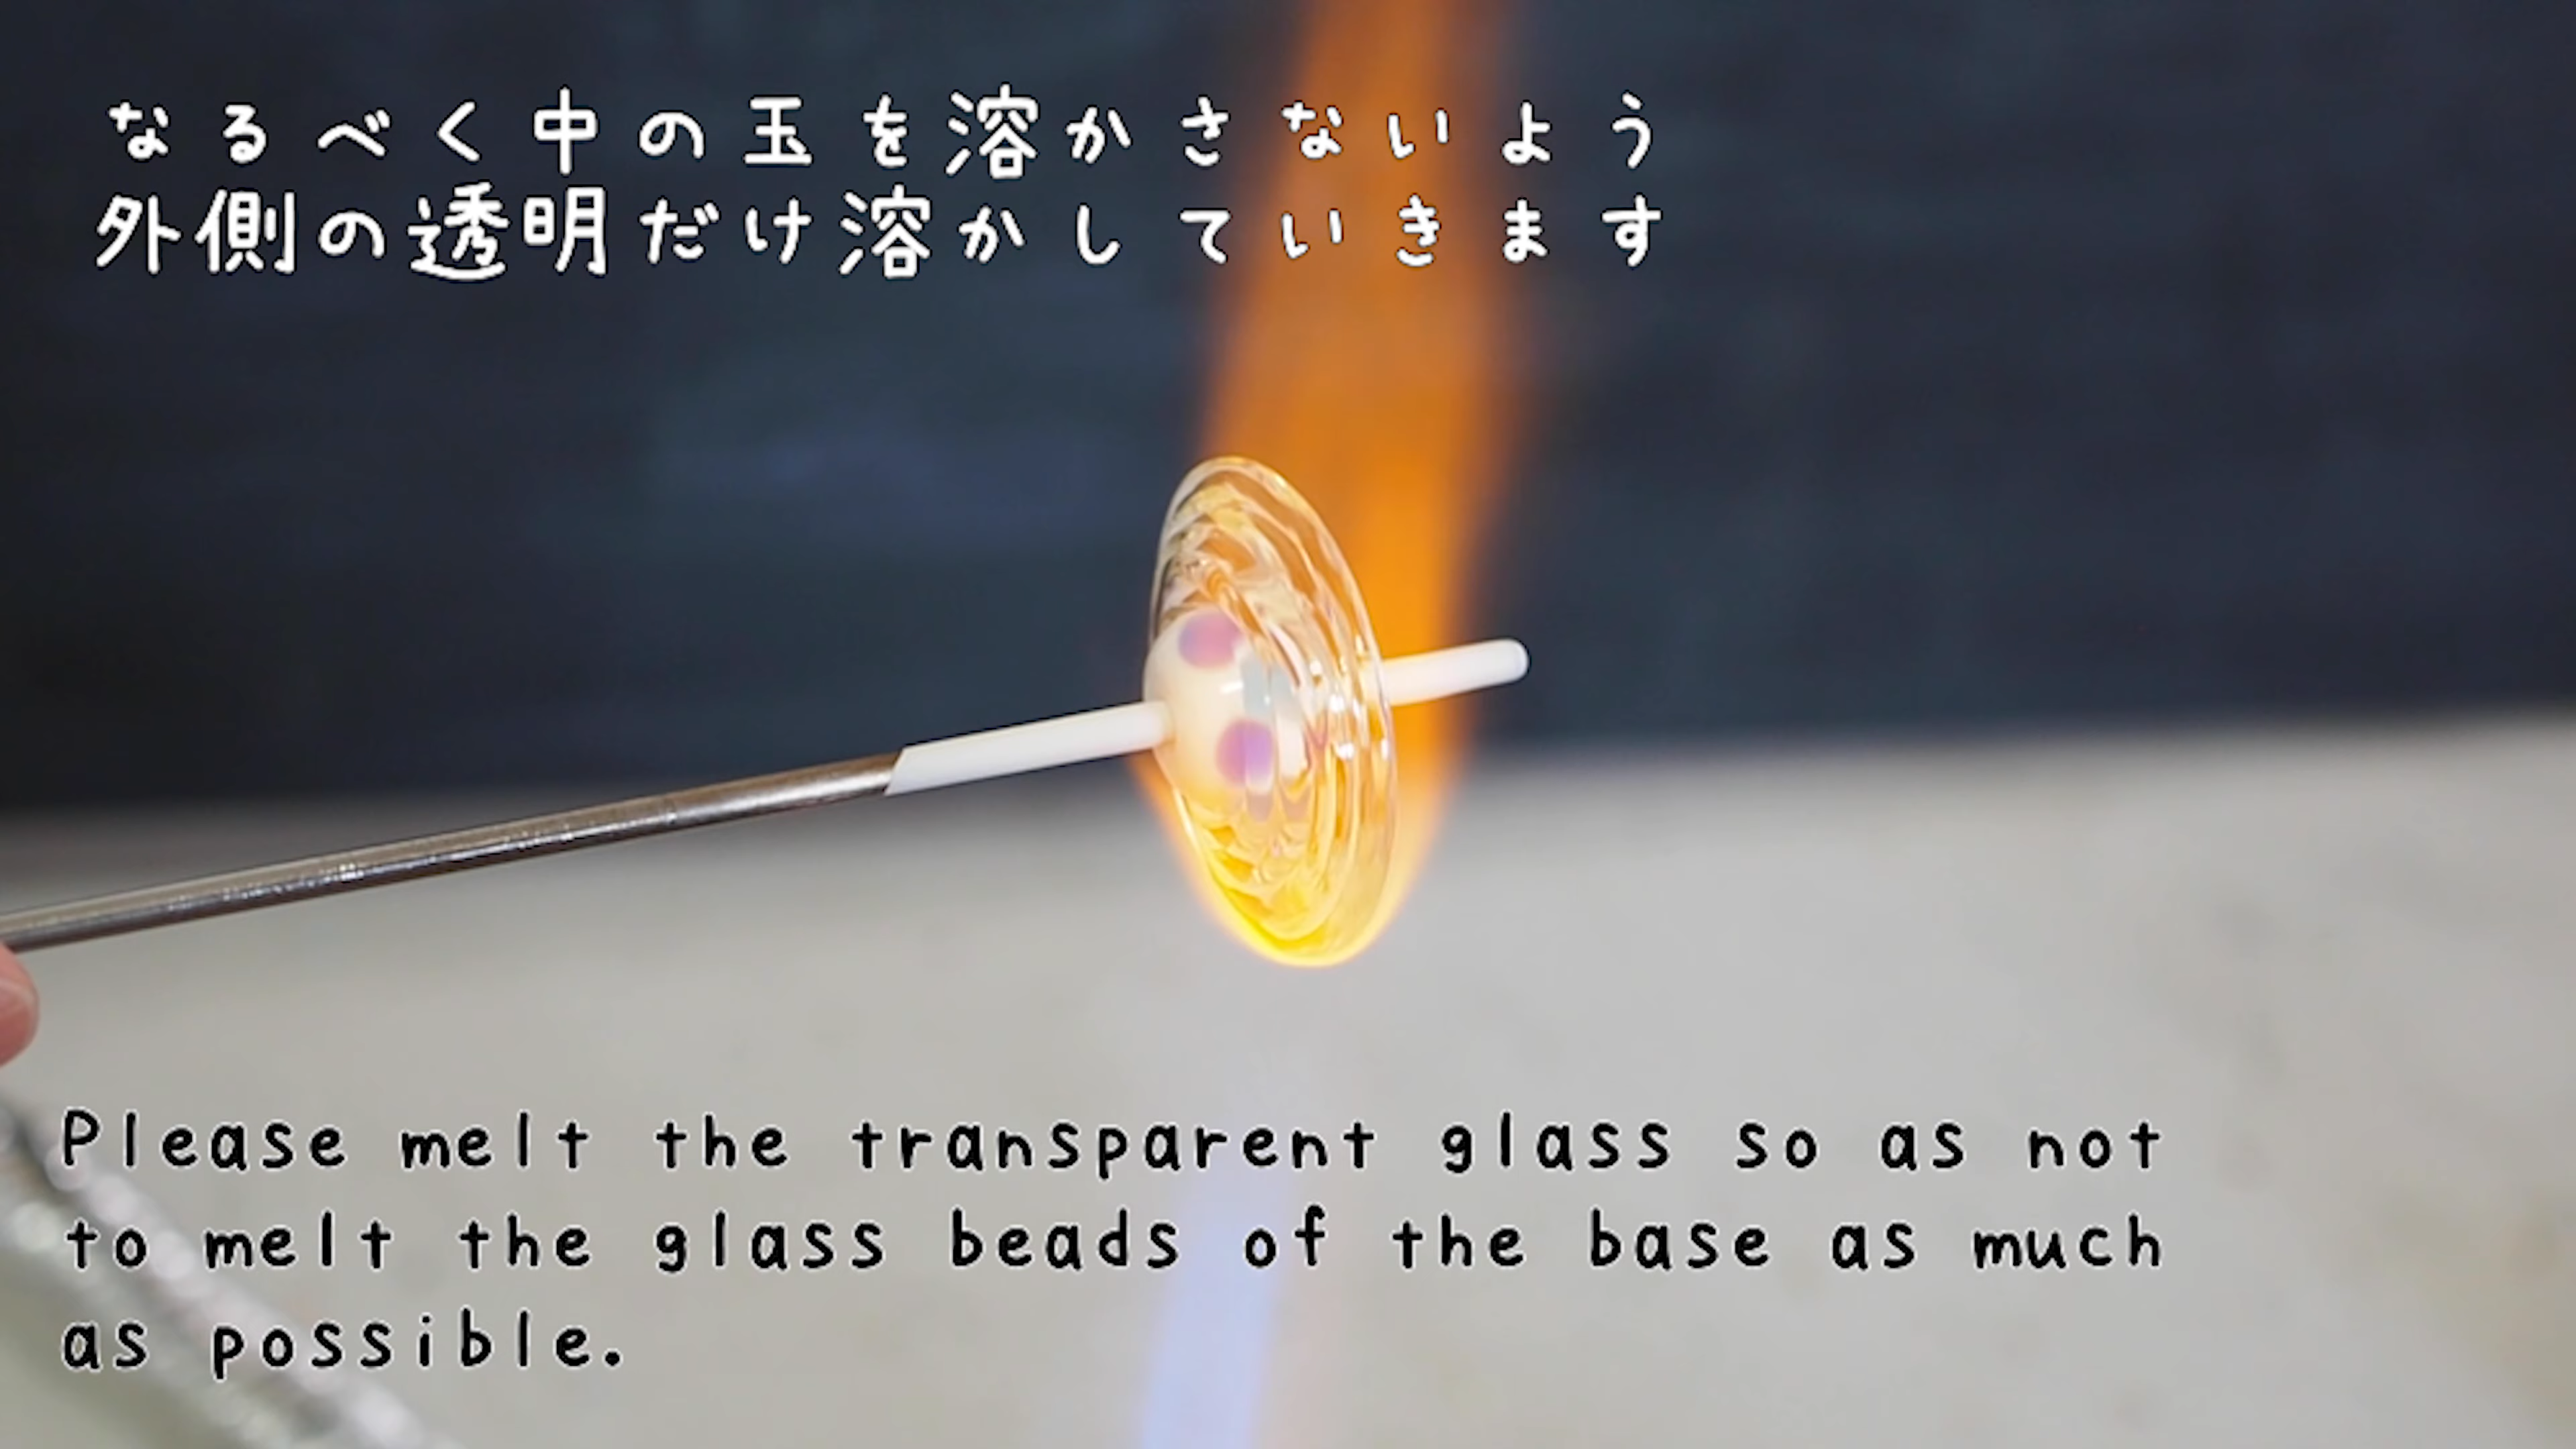 なるべく中の玉を溶かさないよう
外側の透明だけ溶かしていきます
Please melt the transparent glass so as not
to melt the glass beads of the base as much
as possible.